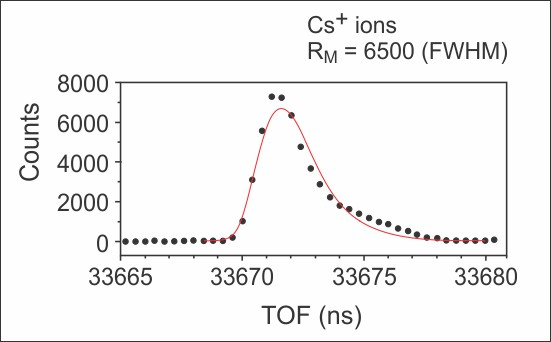 Cs+ ions
RM = 6500 (FWHM)
8000
6000
4000
2000
0
Counts
33665 33670 33675 33680
TOF (ns)